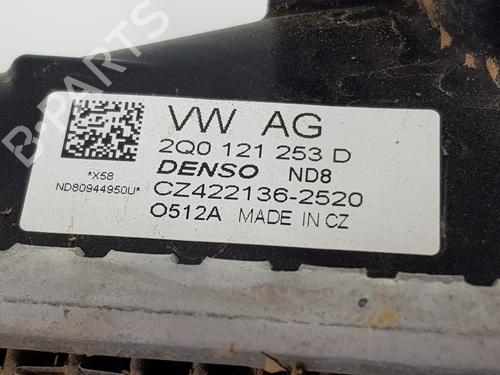 VW AG
2Q0 121 253 D
DENSO ND8
*X58
ND80944950U*
CZ422136-2520
O512A MADE IN CZ
B-Parts